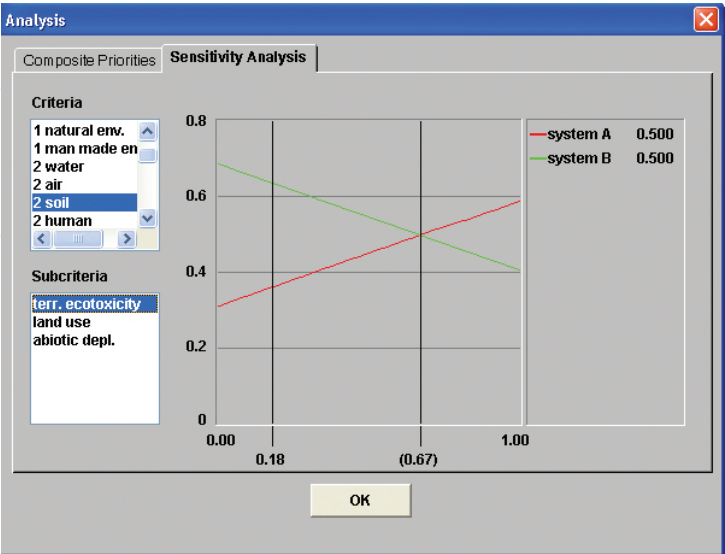 Analysis
Composite Priorities
Sensitivity Analysis
Criteria
1 natural env.
1 man made en
2 water
2 air
2 soil
2 human
Subcriteria
terr. ecotoxicity
land use
abiotic depl.
0.8
0.6
0.4
0.2
0
0.00
1.00
0.18
(0.67)
system A 0.500
system B 0.500
OK